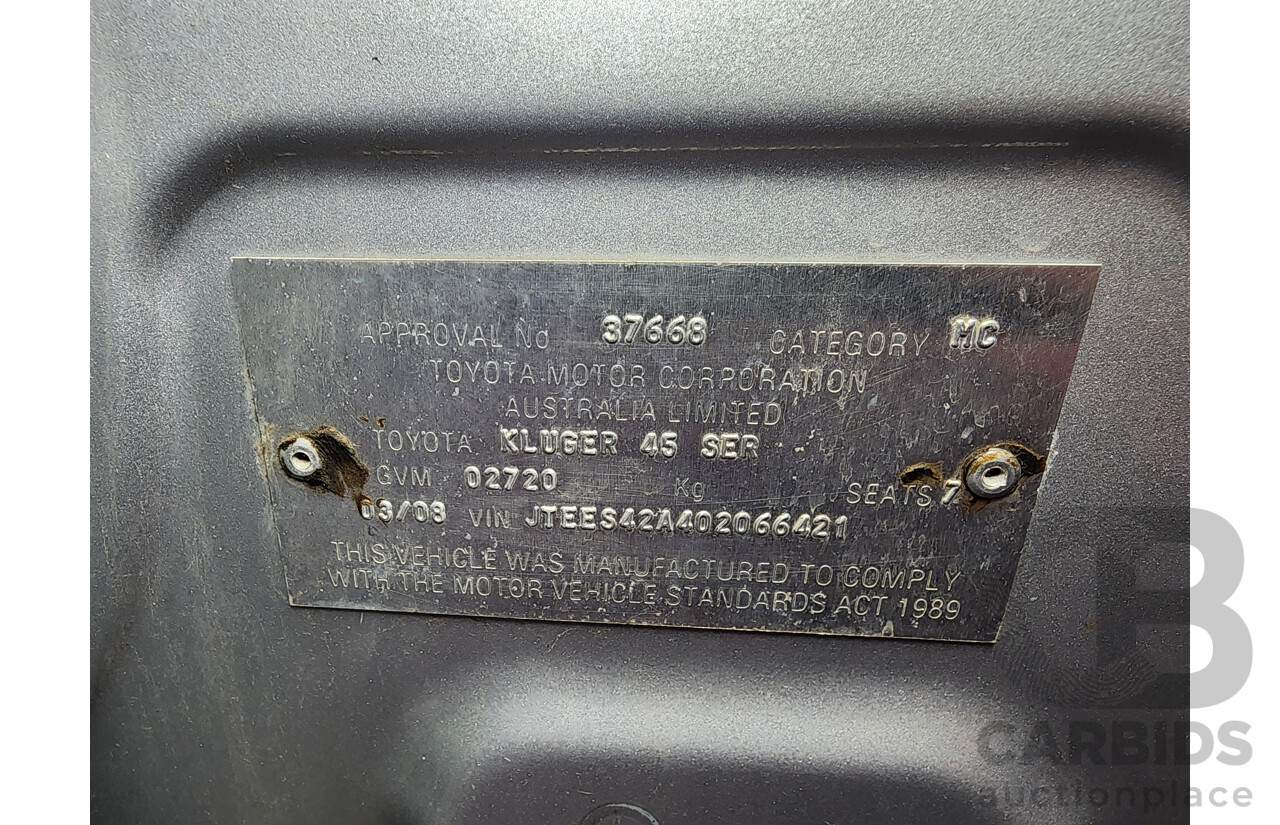 APPROVAL No 37668 CATEGORY MC
TOYOTA MOTOR CORPORATION
AUSTRALIA LIMITED
TOYOTA KLUGER 45 SER
GVM 02720 Kg SEATS 7
03/08 VIN JTEES42A402066421
THIS VEHICLE WAS MANUFACTURED TO COMPLY
WITH THE MOTOR VEHICLE STANDARDS ACT 1989
B
CARBIDS
auctionplace